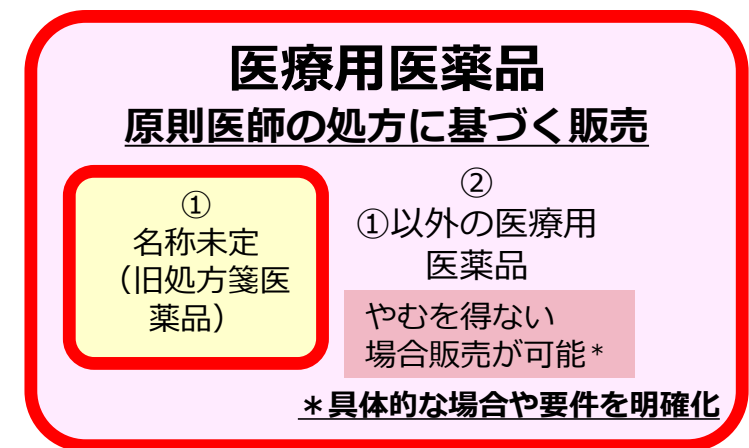 医療用医薬品
原則医師の処方に基づく販売
①
名称未定
（旧処方箋医
薬品）
②
①以外の医療用
医薬品
やむを得ない
場合販売が可能*
＊具体的な場合や要件を明確化